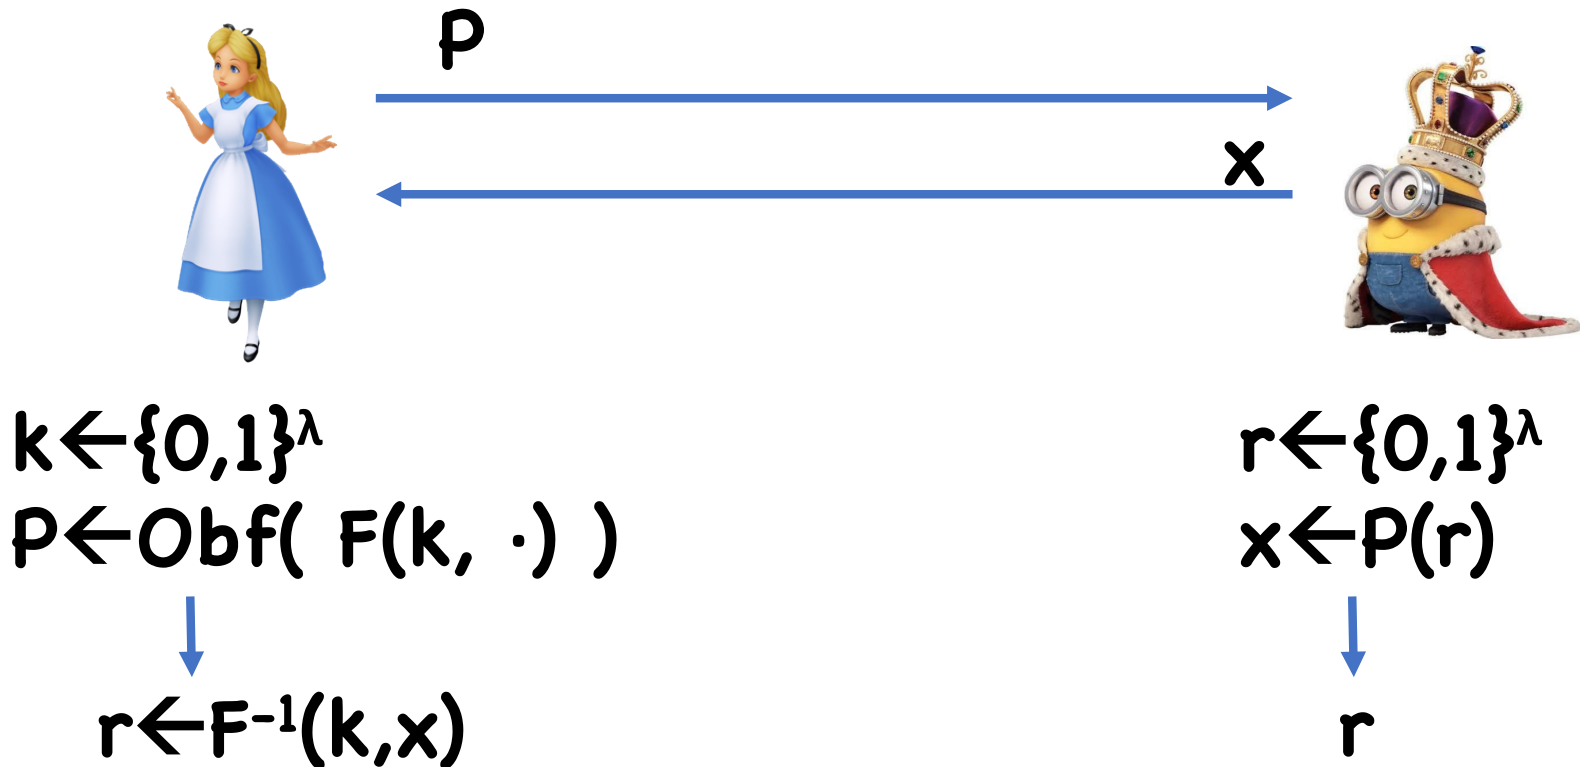 P
x
k←{0,1}^λ
P←Obf( F(k, ·) )
r←F⁻¹(k,x)
r←{0,1}^λ
x←P(r)
r